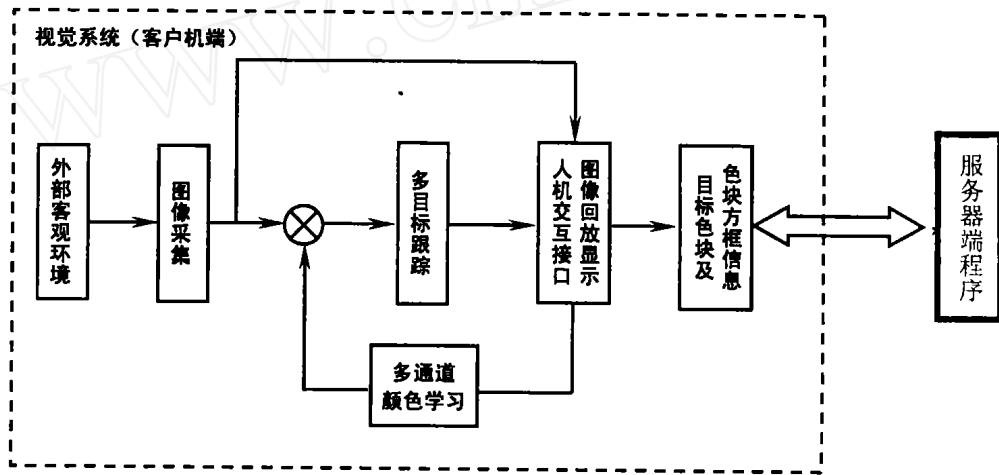 视觉系统（客户机端）
外部客观环境
图像采集
多目标跟踪
图像回放显示
人机交互接口
色块方框信息
目标色块及
服务器端程序
多通道
颜色学习